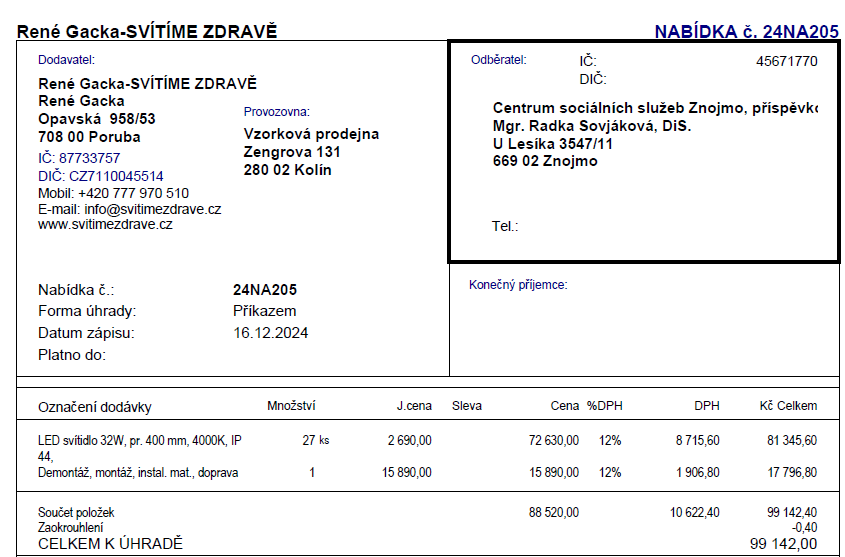 René Gacka-SVÍTÍME ZDRAVĚ
NABÍDKA č. 24NA205
Dodavatel:
René Gacka-SVÍTÍME ZDRAVĚ
René Gacka
Opavská 958/53
708 00 Poruba
IČ: 87733757
DIČ: CZ7110045514
Mobil: +420 777 970 510
E-mail: info@svitimezdrave.cz
www.svitimezdrave.cz
Provozovna:
Vzorková prodejna
Zengrova 131
280 02 Kolín
Odběratel: IČ: 45671770
DIČ:
Centrum sociálních služeb Znojmo, příspěvko
Mgr. Radka Sovjáková, DiS.
U Lesíka 3547/11
669 02 Znojmo
Tel.:
Nabídka č.: 24NA205
Forma úhrady: Příkazem
Datum zápisu: 16.12.2024
Platno do:
Konečný příjemce:
Označení dodávky Množství J.cena Sleva Cena %DPH DPH Kč Celkem
LED svítidlo 32W, pr. 400 mm, 4000K, IP 27 ks 2 690,00 72 630,00 12% 8 715,60 81 345,60
44,
Demontáž, montáž, instal. mat., doprava 1 15 890,00 15 890,00 12% 1 906,80 17 796,80
Součet položek 88 520,00 10 622,40 99 142,40
Zaokrouhlení -0,40
CELKEM K ÚHRADĚ 99 142,00